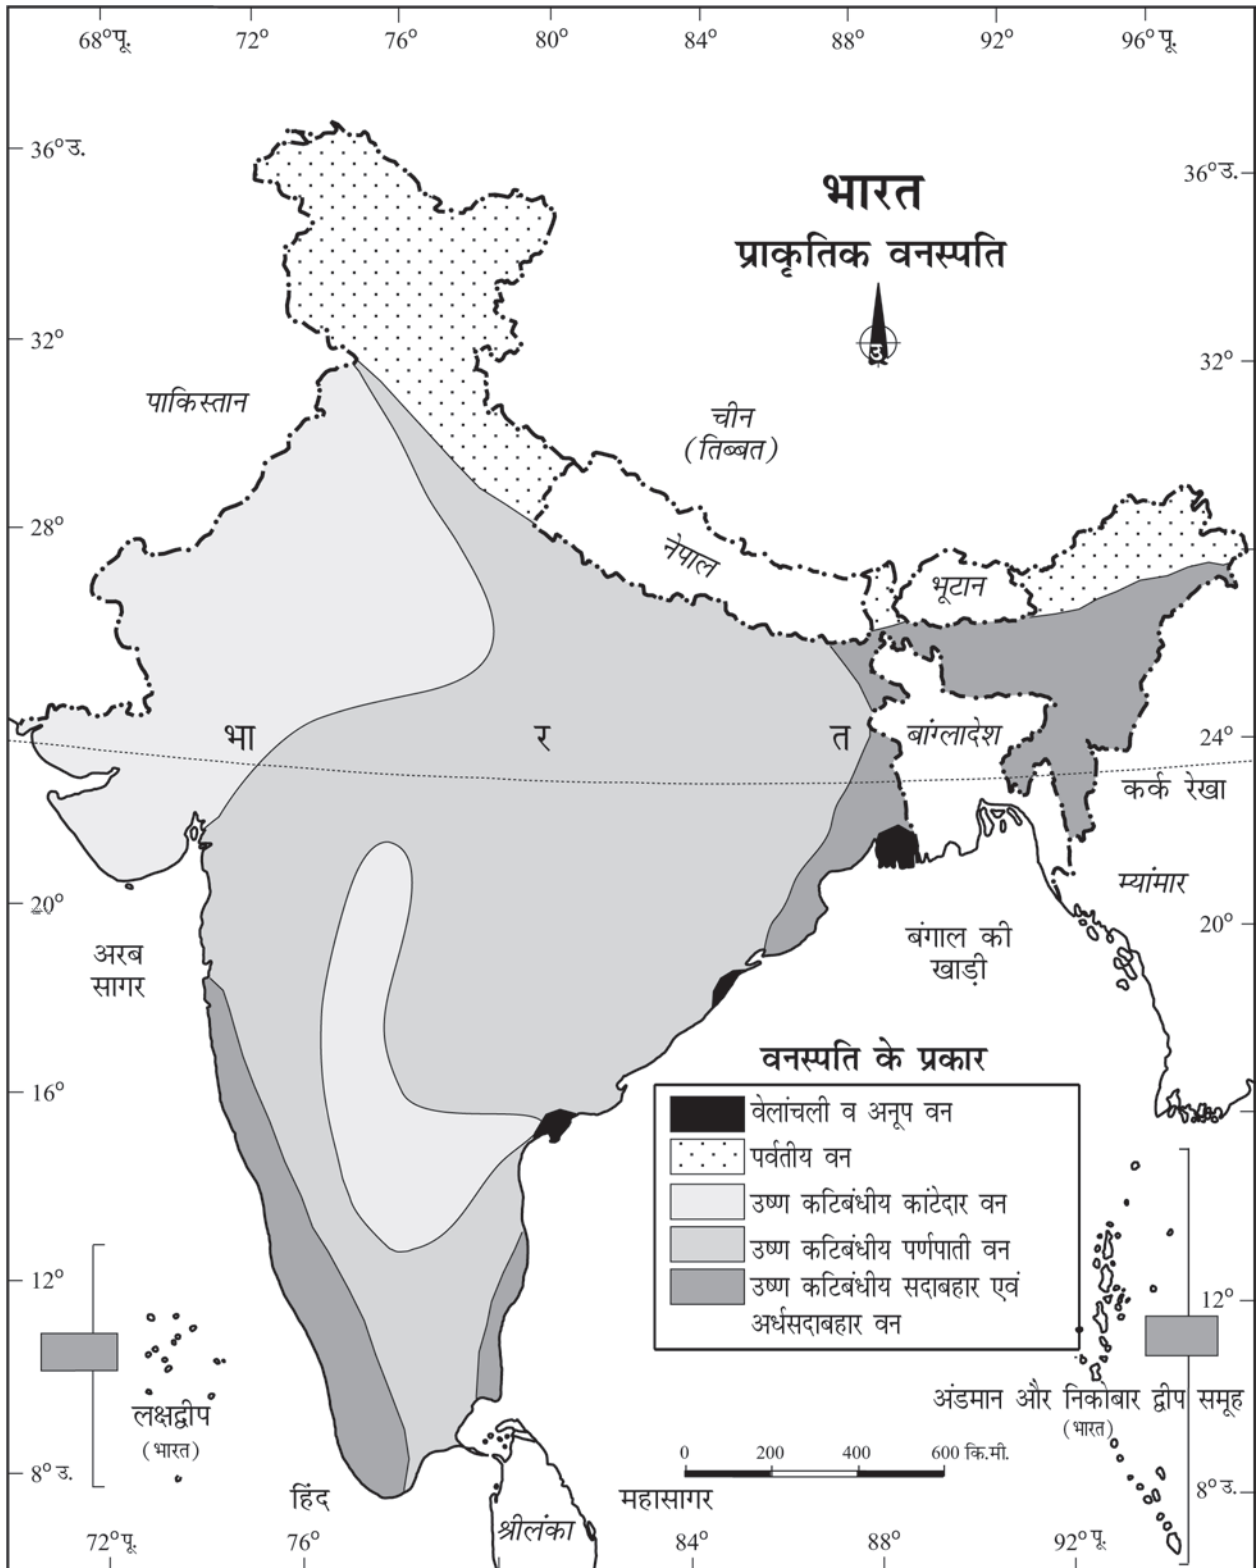 68°पू. 72° 76° 80° 84° 88° 92° 96°पू.
36°उ.
36°उ.
भारत
प्राकृतिक वनस्पति
उ
32°
32°
पाकिस्तान
चीन
(तिब्बत)
28°
नेपाल
भूटान
भा र त
बांग्लादेश
24°
कर्क रेखा
म्यांमार
20°
20°
अरब
सागर
बंगाल की
खाड़ी
वनस्पति के प्रकार
16°
वेलांचली व अनूप वन
पर्वतीय वन
उष्ण कटिबंधीय कांटेदार वन
उष्ण कटिबंधीय पर्णपाती वन
उष्ण कटिबंधीय सदाबहार एवं
अर्धसदाबहार वन
12°
12°
लक्षद्वीप
(भारत)
अंडमान और निकोबार द्वीप समूह
(भारत)
0 200 400 600 कि.मी.
8°उ.
8°उ.
हिंद महासागर
श्रीलंका
72°पू. 76° 84° 88° 92°पू.